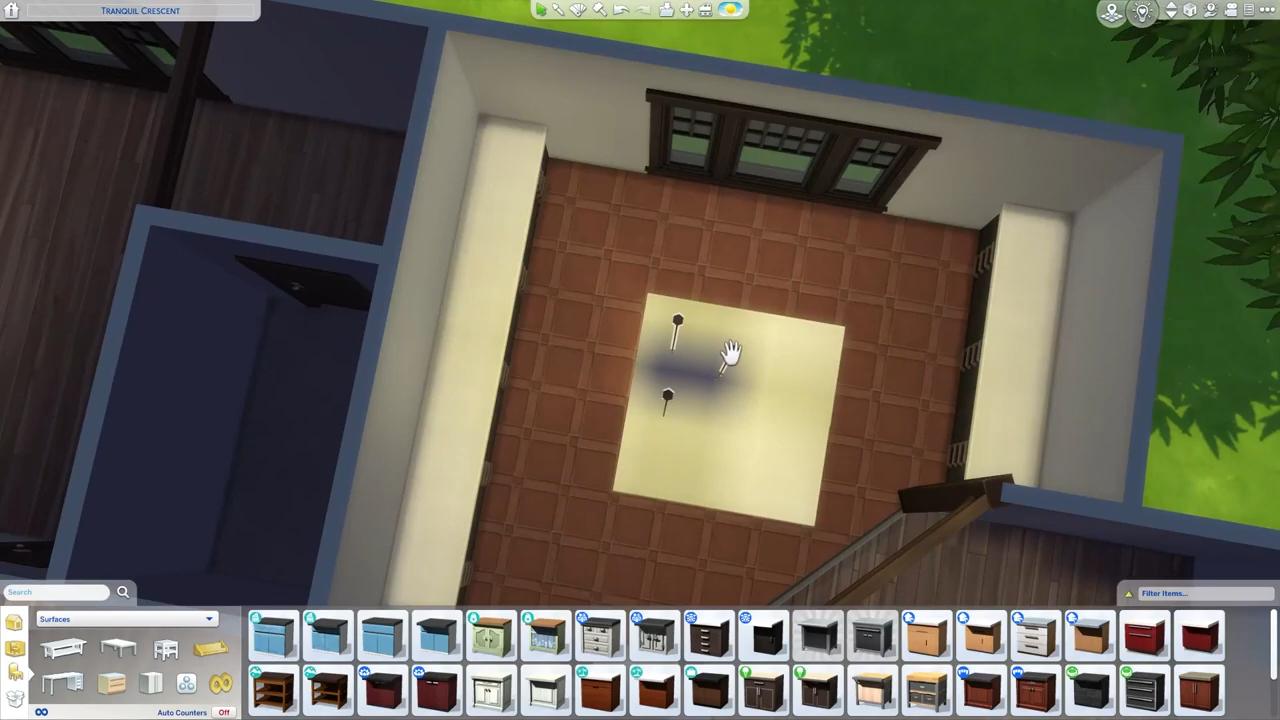 TRANQUIL CRESCENT
Search
Filter Items...
Surfaces
Auto Counters Off